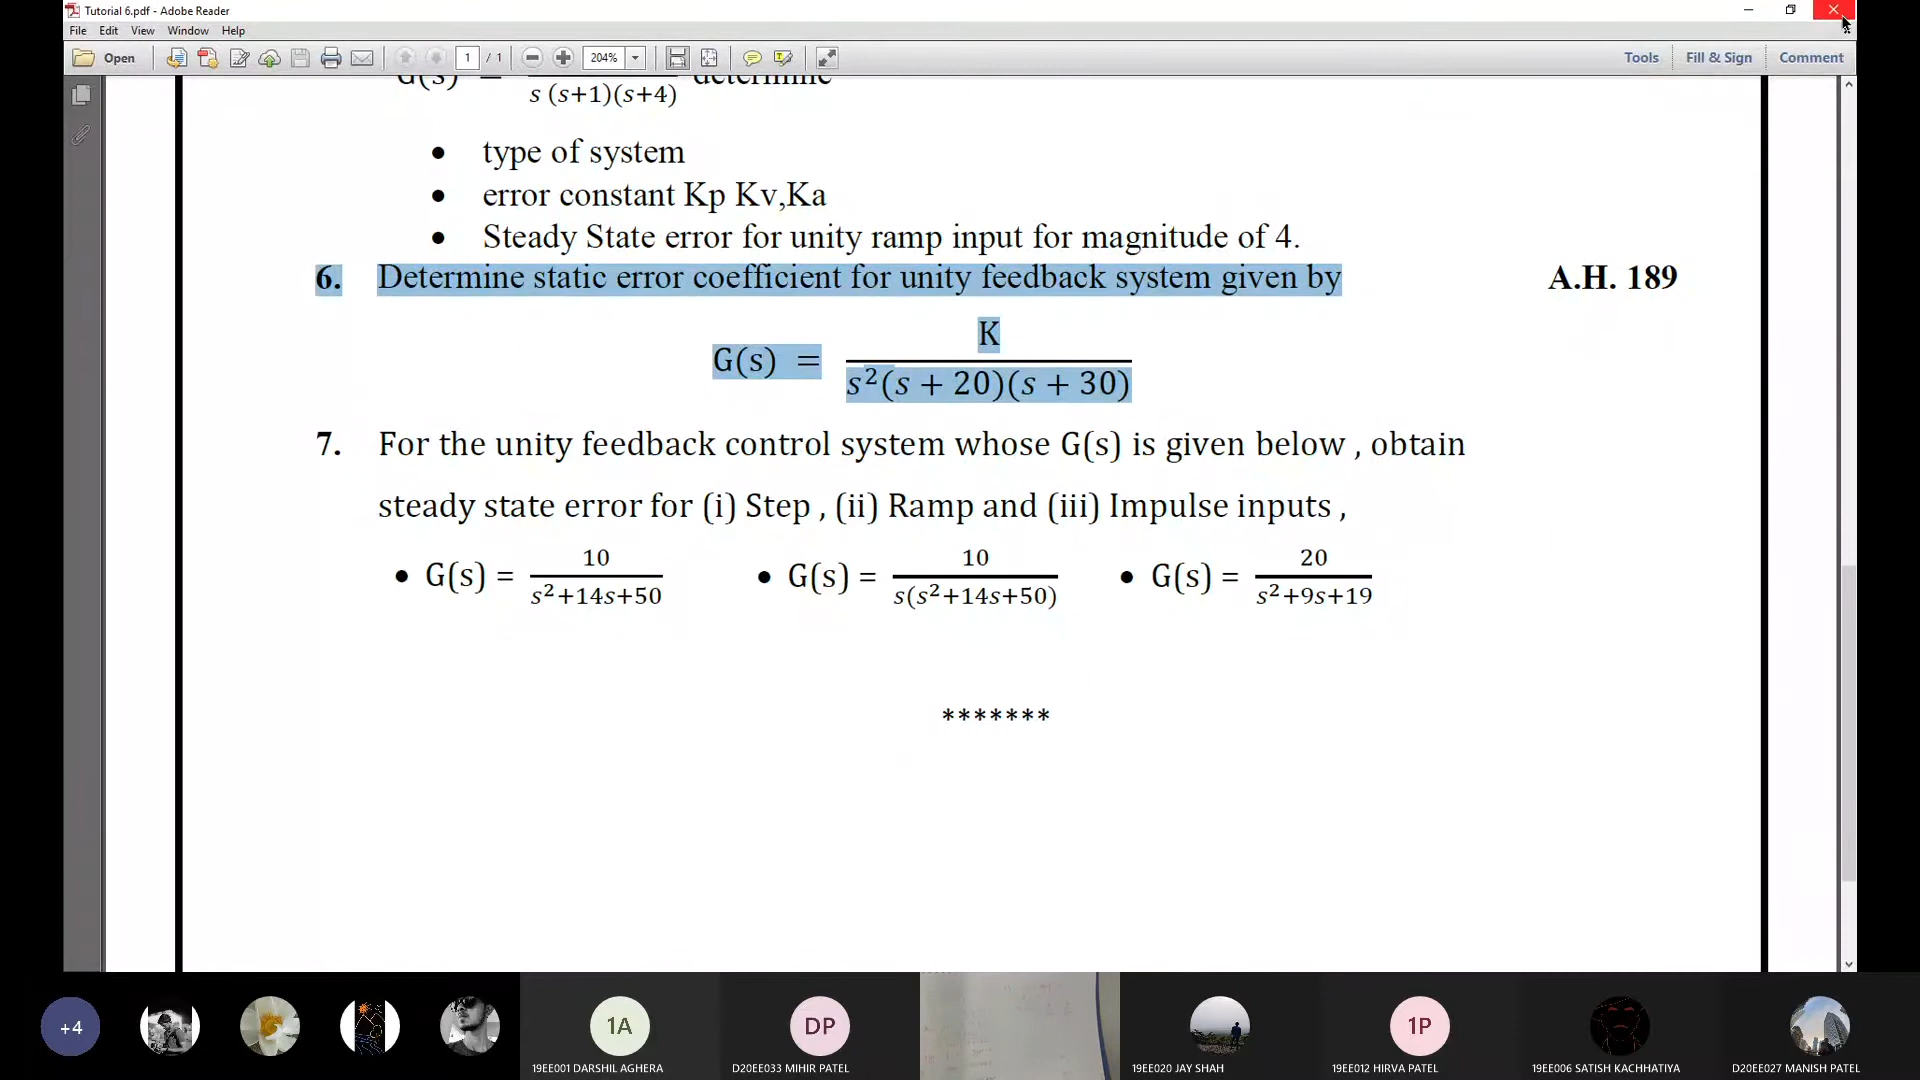 Tutorial 6.pdf - Adobe Reader
File Edit View Window Help
Open 1 / 1 204% Tools Fill & Sign Comment
G(s) = determine
s (s+1)(s+4)
• type of system
• error constant Kp Kv,Ka
• Steady State error for unity ramp input for magnitude of 4.
6. Determine static error coefficient for unity feedback system given by A.H. 189
K
G(s) =
s²(s + 20)(s + 30)
7. For the unity feedback control system whose G(s) is given below , obtain
steady state error for (i) Step , (ii) Ramp and (iii) Impulse inputs ,
10 10 20
• G(s) = • G(s) = • G(s) =
s²+14s+50 s(s²+14s+50) s²+9s+19
*******
+4 1A DP 1P
19EE001 DARSHIL AGHERA D20EE033 MIHIR PATEL 19EE020 JAY SHAH 19EE012 HIRVA PATEL 19EE006 SATISH KACHHATIYA D20EE027 MANISH PATEL